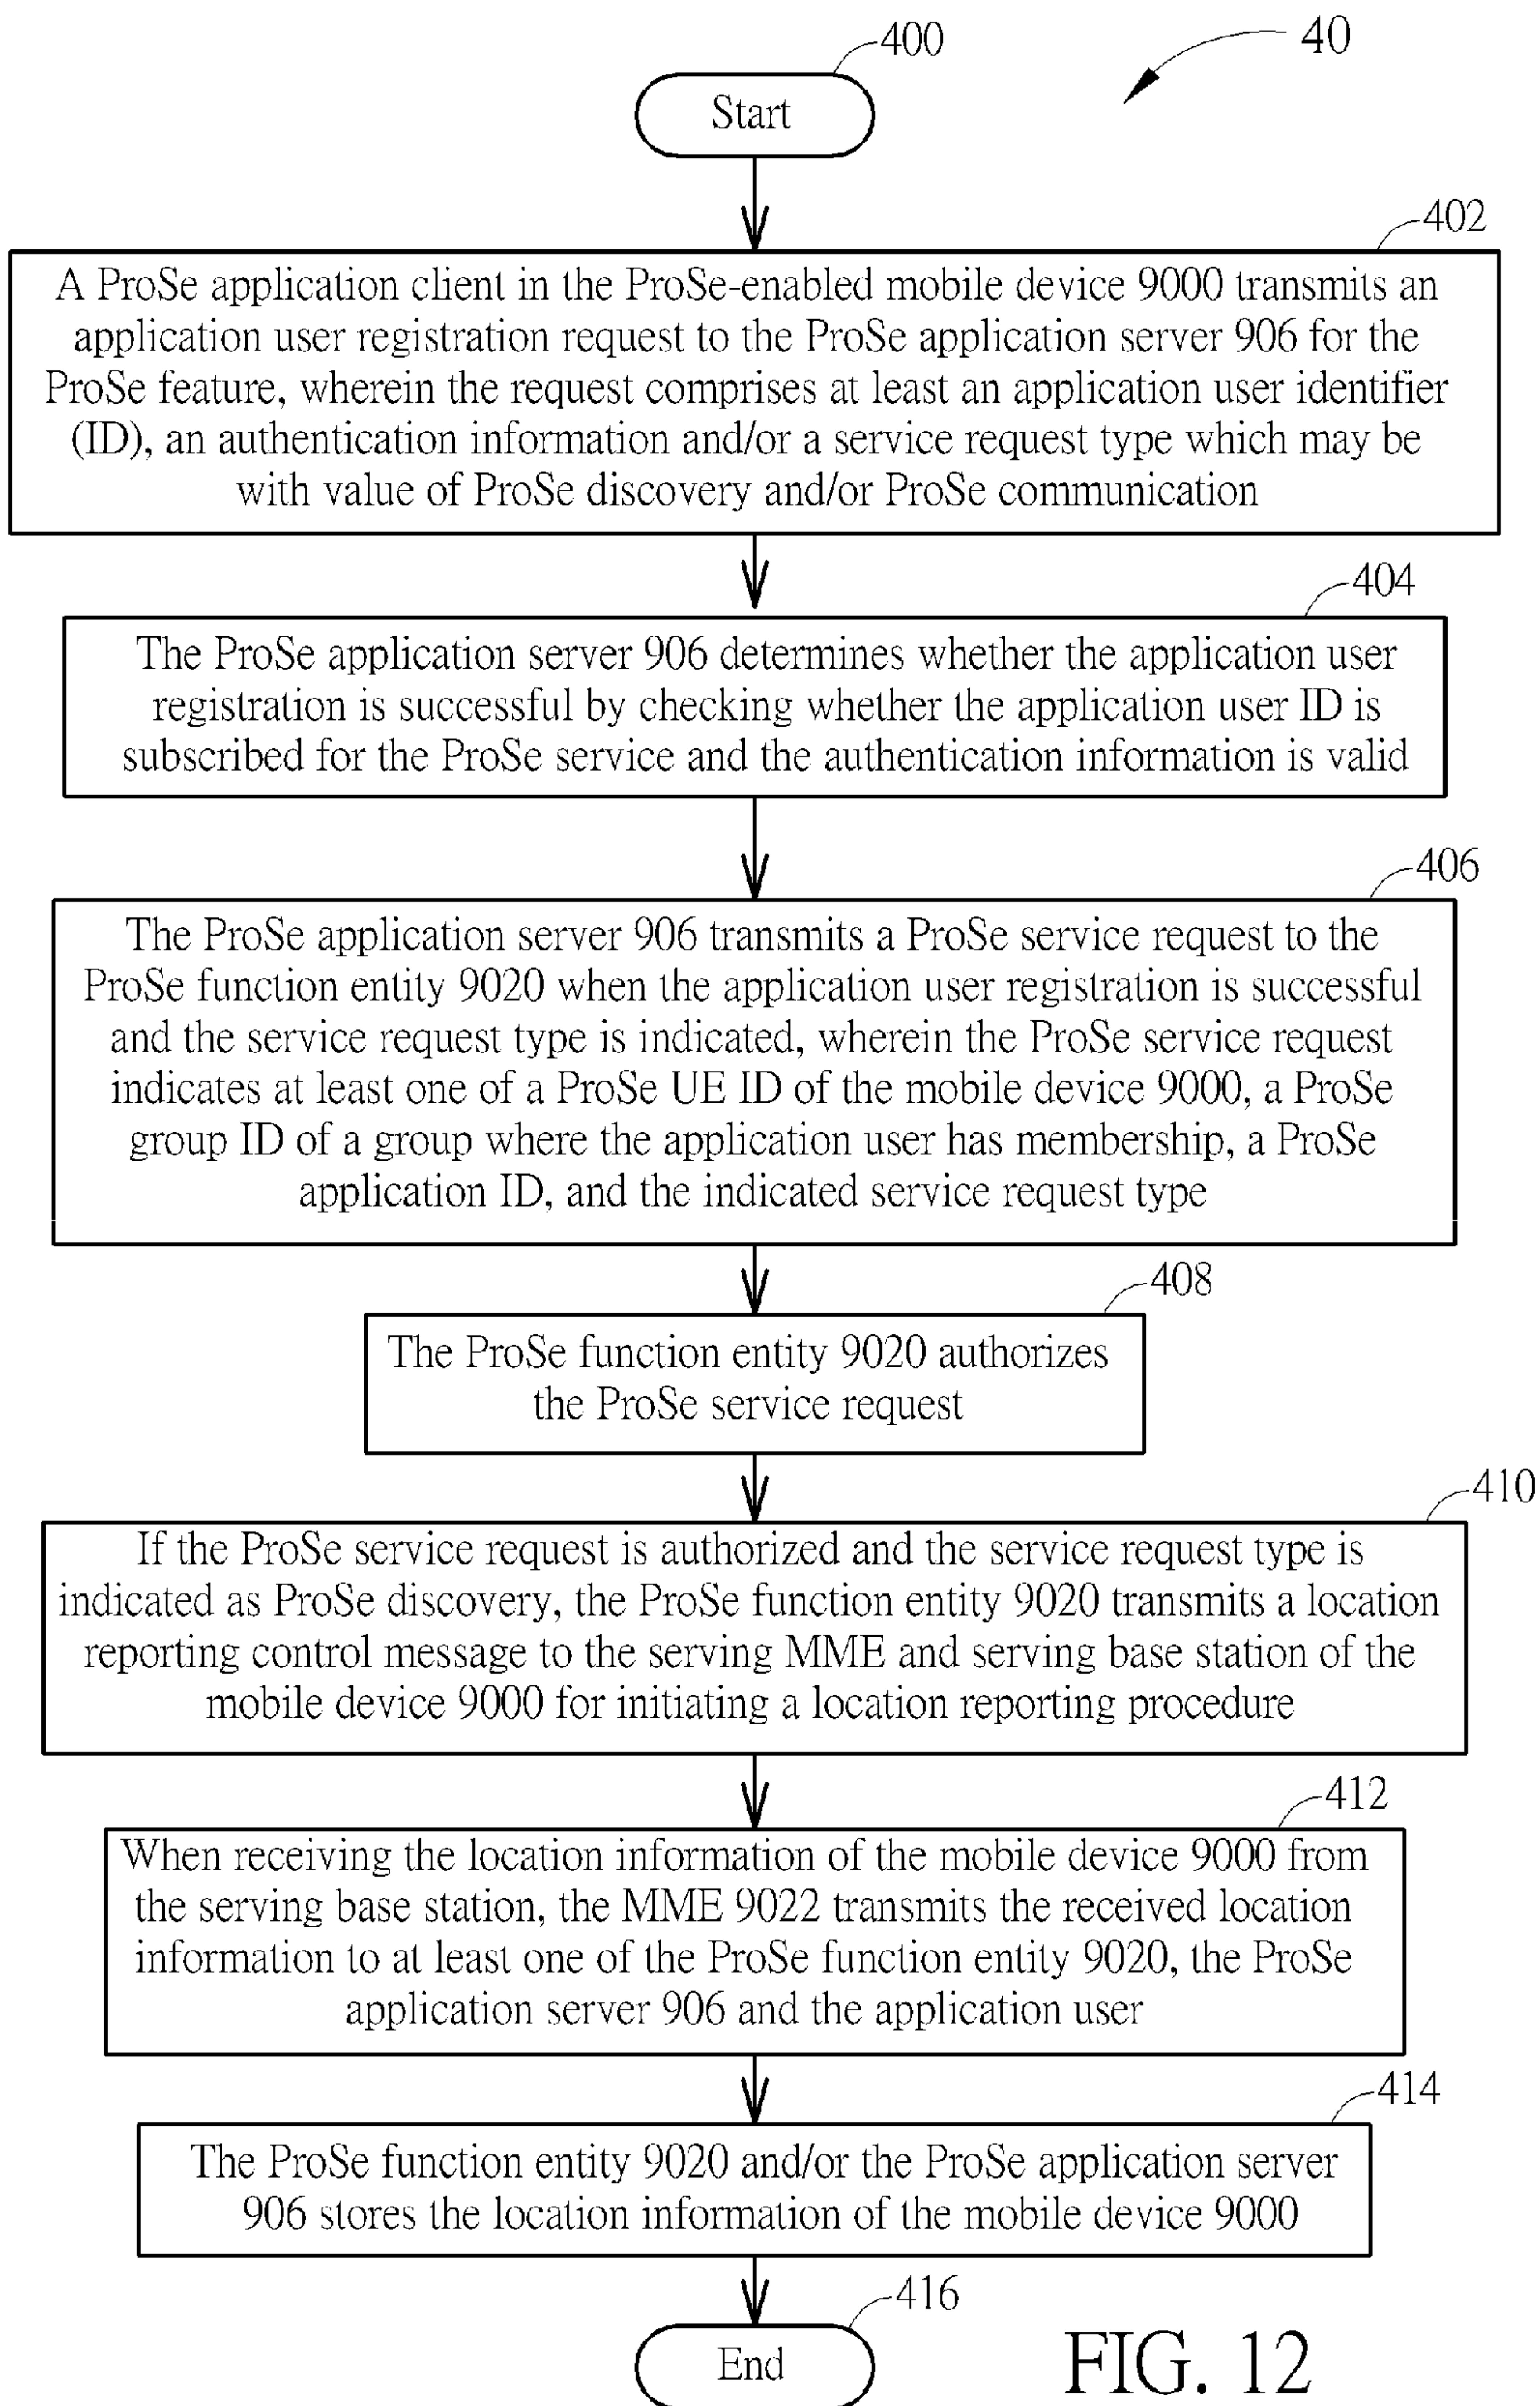 400
40
Start
402
A ProSe application client in the ProSe-enabled mobile device 9000 transmits an
application user registration request to the ProSe application server 906 for the
ProSe feature, wherein the request comprises at least an application user identifier
(ID), an authentication information and/or a service request type which may be
with value of ProSe discovery and/or ProSe communication
404
The ProSe application server 906 determines whether the application user
registration is successful by checking whether the application user ID is
subscribed for the ProSe service and the authentication information is valid
406
The ProSe application server 906 transmits a ProSe service request to the
ProSe function entity 9020 when the application user registration is successful
and the service request type is indicated, wherein the ProSe service request
indicates at least one of a ProSe UE ID of the mobile device 9000, a ProSe
group ID of a group where the application user has membership, a ProSe
application ID, and the indicated service request type
408
The ProSe function entity 9020 authorizes
the ProSe service request
410
If the ProSe service request is authorized and the service request type is
indicated as ProSe discovery, the ProSe function entity 9020 transmits a location
reporting control message to the serving MME and serving base station of the
mobile device 9000 for initiating a location reporting procedure
412
When receiving the location information of the mobile device 9000 from
the serving base station, the MME 9022 transmits the received location
information to at least one of the ProSe function entity 9020, the ProSe
application server 906 and the application user
414
The ProSe function entity 9020 and/or the ProSe application server
906 stores the location information of the mobile device 9000
416
End
FIG. 12